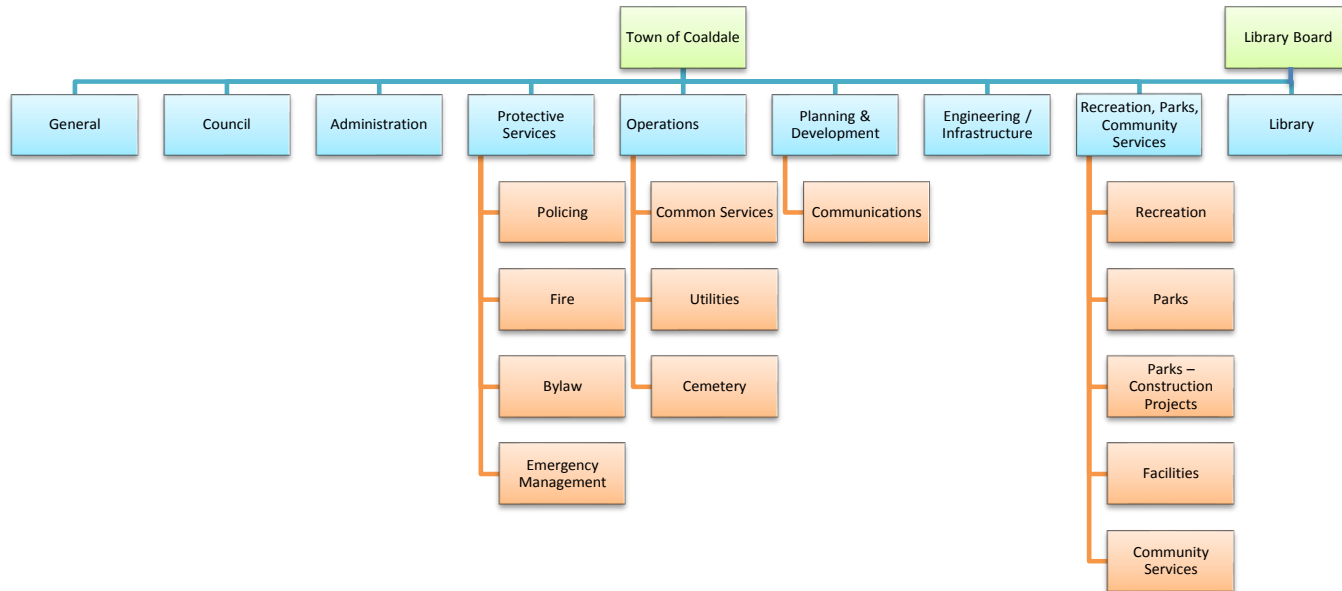 Town of Coaldale
Library Board
General
Council
Administration
Protective
Services
Operations
Planning &
Development
Engineering /
Infrastructure
Recreation, Parks,
Community
Services
Library
Policing
Fire
Bylaw
Emergency
Management
Common Services
Utilities
Cemetery
Communications
Recreation
Parks
Parks –
Construction
Projects
Facilities
Community
Services